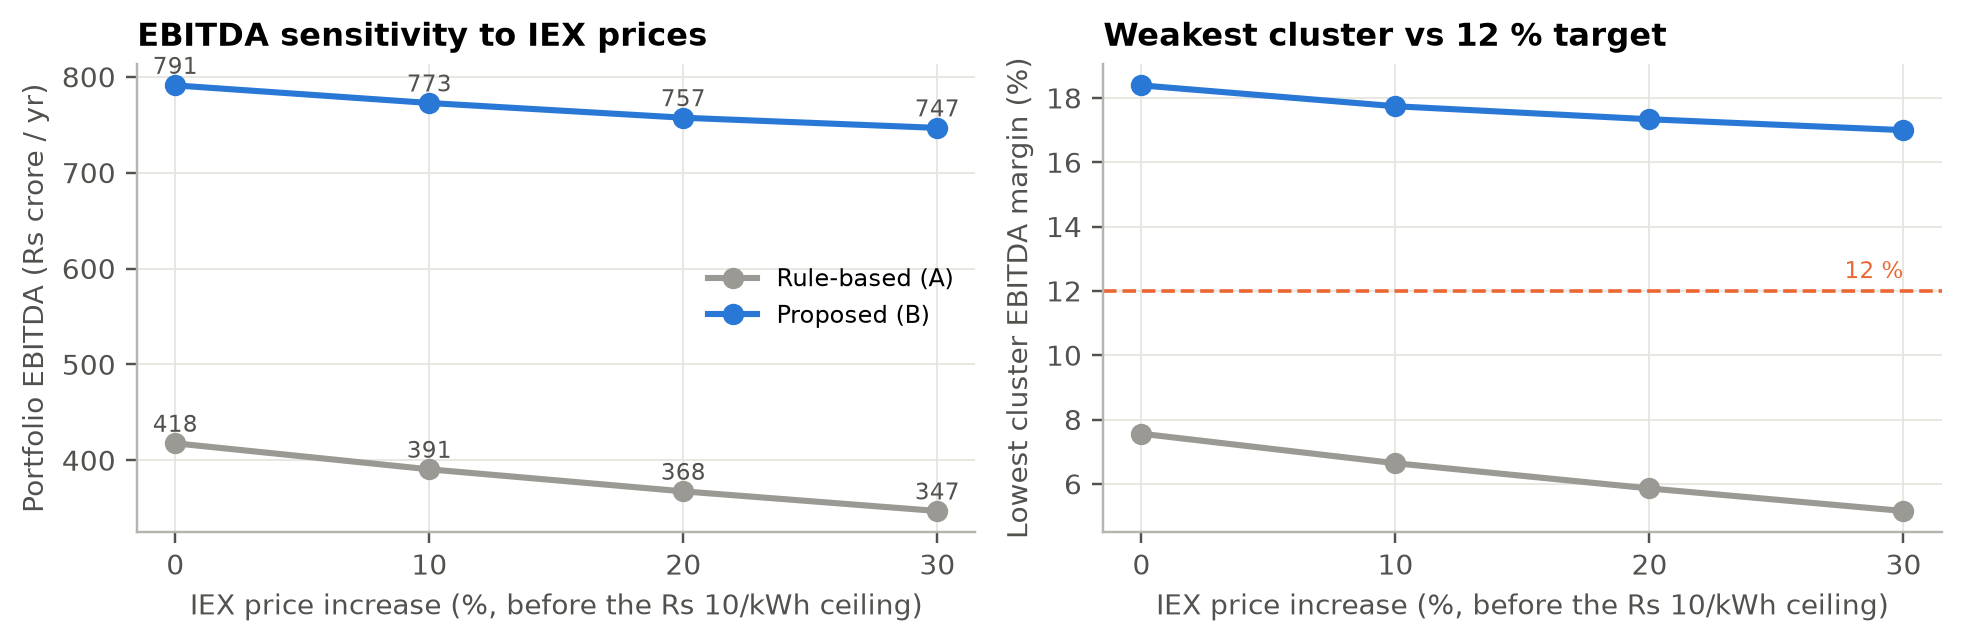 EBITDA sensitivity to IEX prices
Portfolio EBITDA (Rs crore / yr)
800
700
600
500
400
791
773
757
747
418
391
368
347
Rule-based (A)
Proposed (B)
0 10 20 30
IEX price increase (%, before the Rs 10/kWh ceiling)
Weakest cluster vs 12 % target
Lowest cluster EBITDA margin (%)
18
16
14
12
10
8
6
12 %
0 10 20 30
IEX price increase (%, before the Rs 10/kWh ceiling)